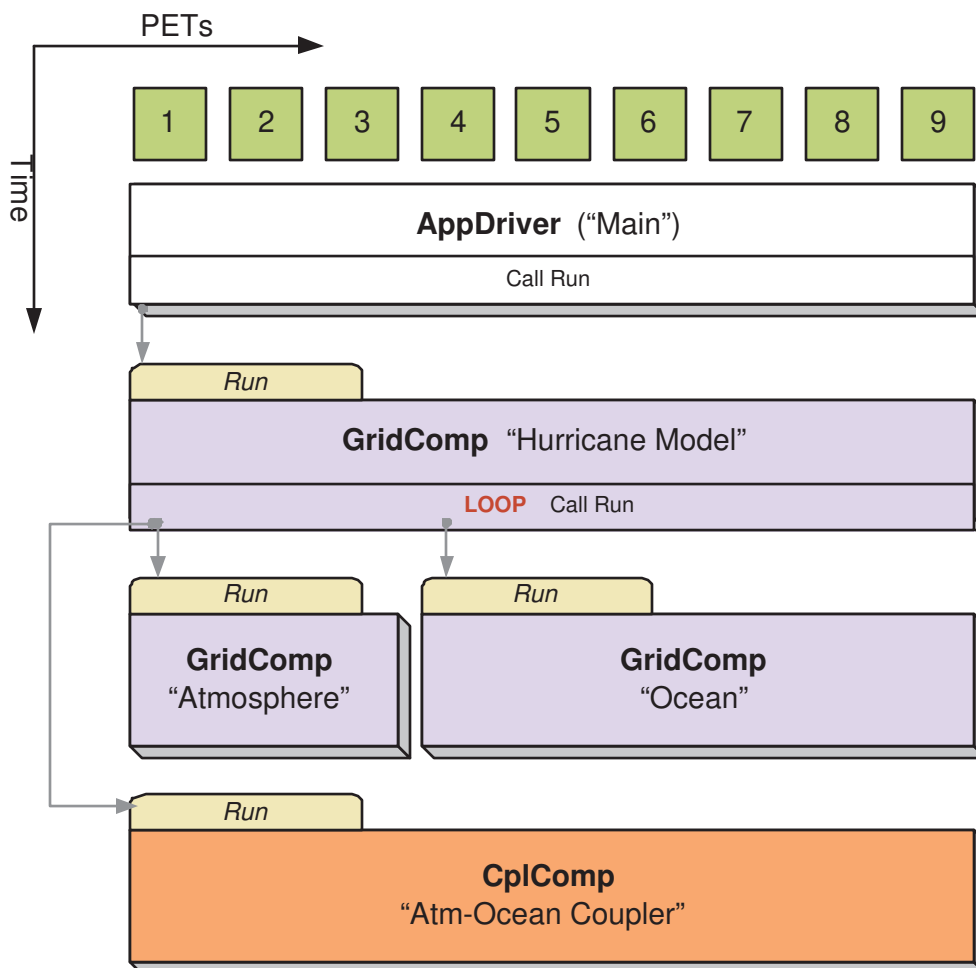 PETs
1 2 3 4 5 6 7 8 9
Time
AppDriver (“Main”)
Call Run
Run
GridComp “Hurricane Model”
LOOP Call Run
Run
Run
GridComp
“Atmosphere”
GridComp
“Ocean”
Run
CplComp
“Atm-Ocean Coupler”